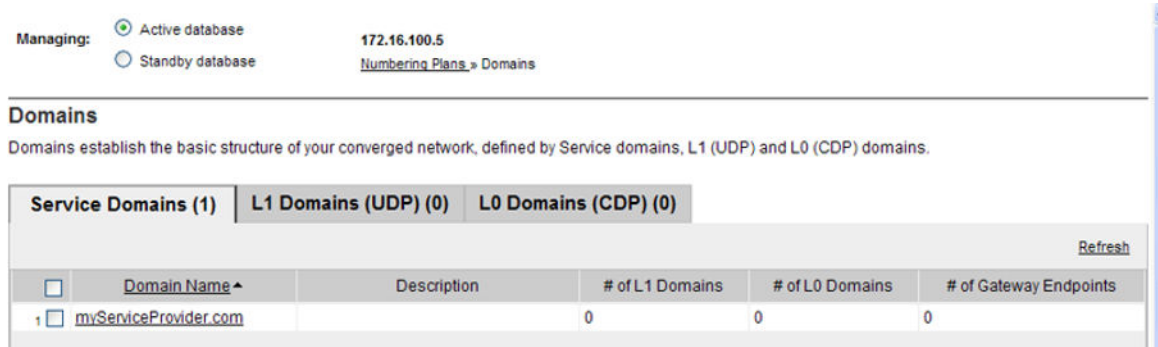 Managing: Active database 172.16.100.5
Standby database Numbering Plans » Domains
Domains
Domains establish the basic structure of your converged network, defined by Service domains, L1 (UDP) and L0 (CDP) domains.
Service Domains (1) L1 Domains (UDP) (0) L0 Domains (CDP) (0)
Refresh
Domain Name Description # of L1 Domains # of L0 Domains # of Gateway Endpoints
1 myServiceProvider.com 0 0 0